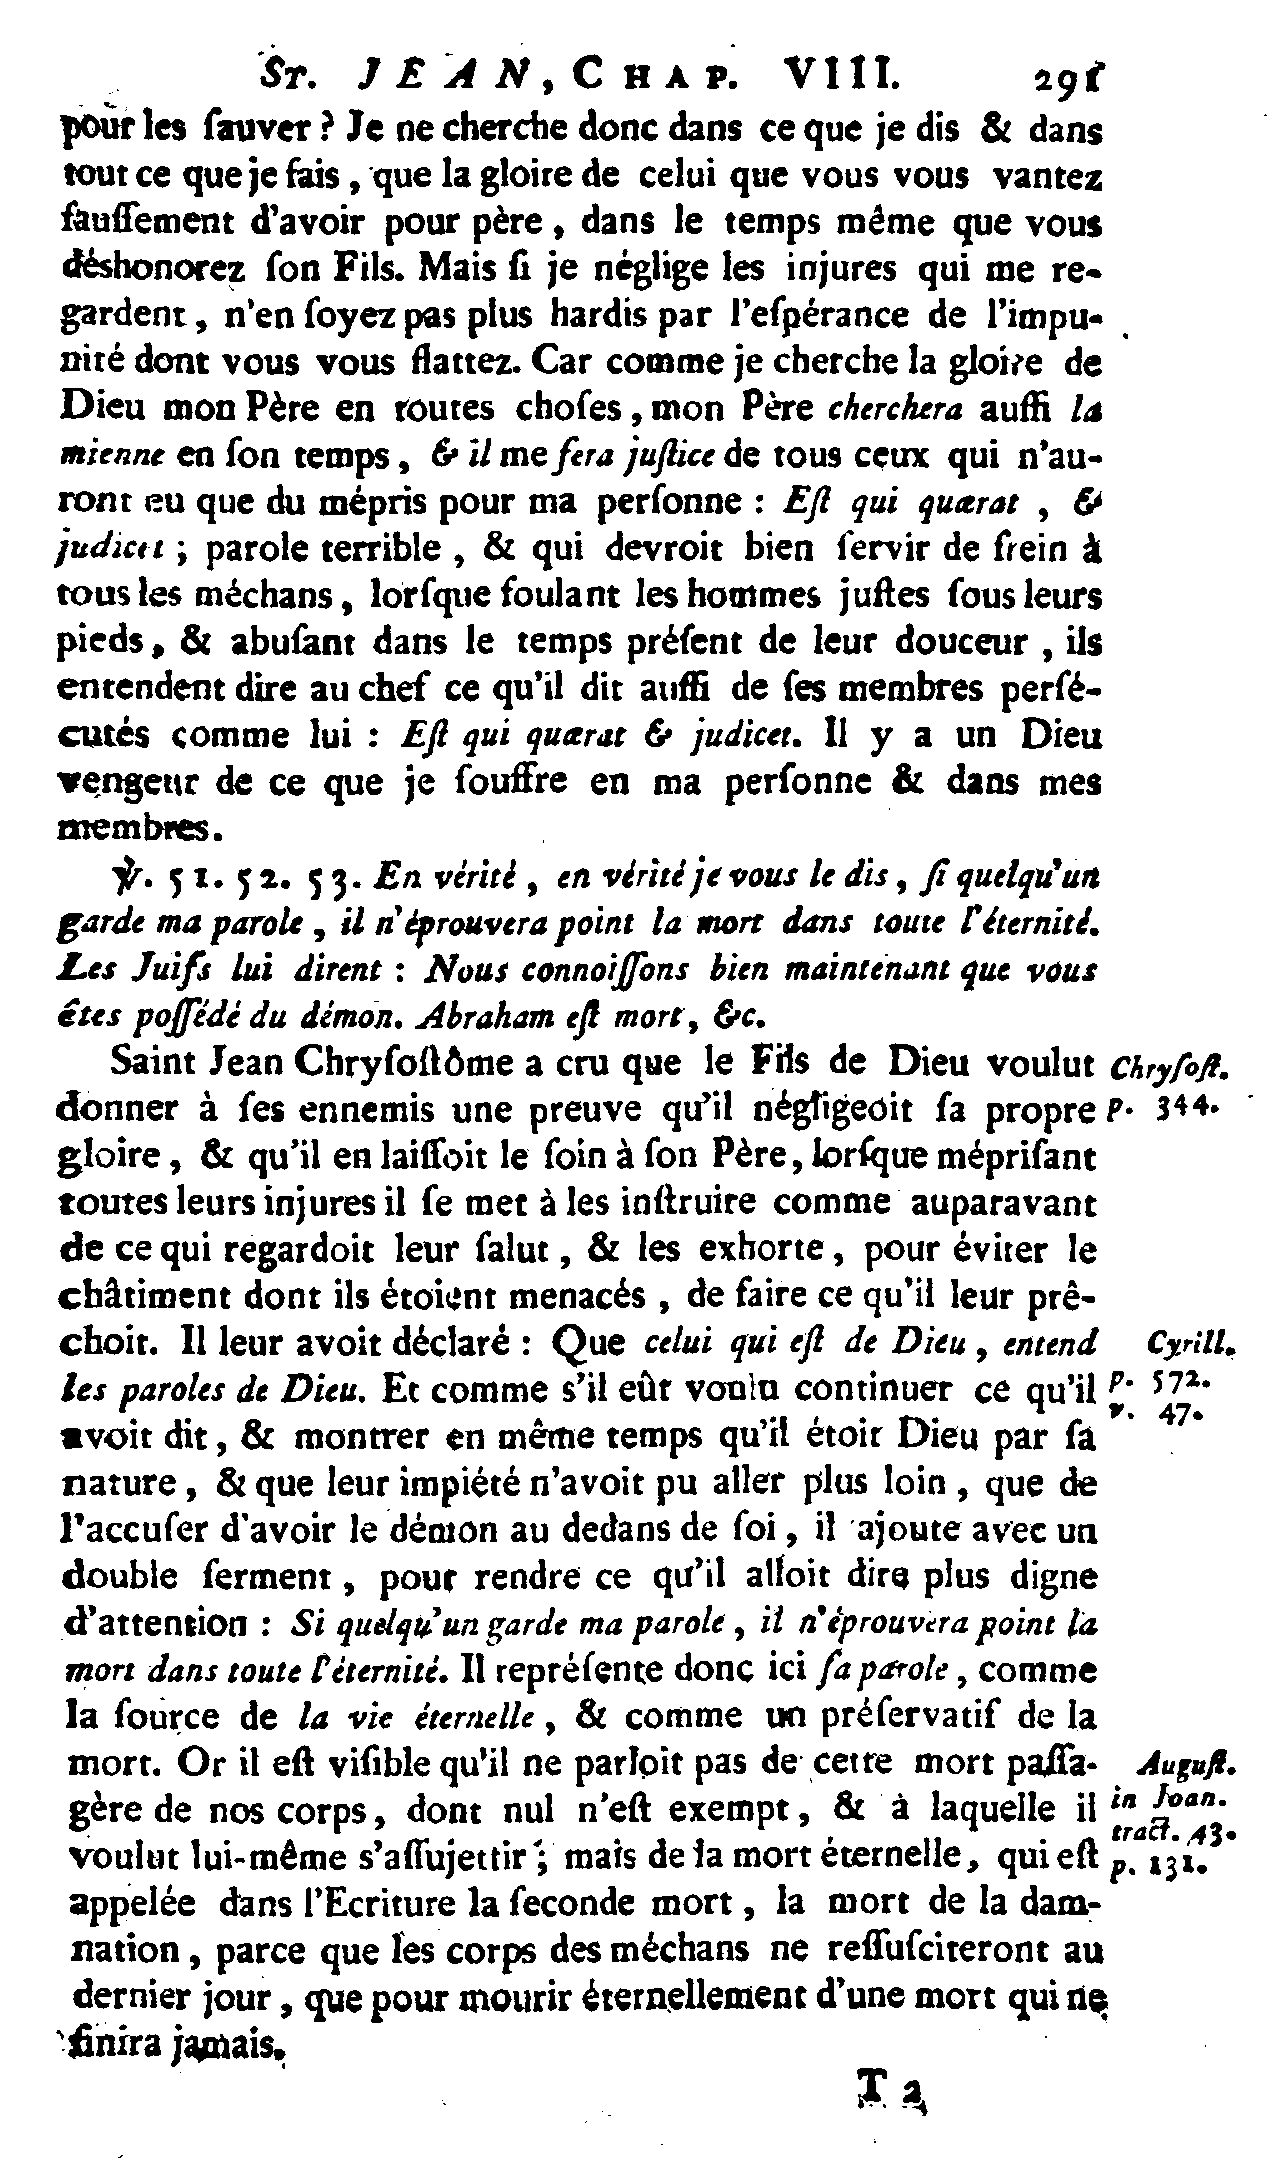 St. JEAN, CHAP. VIII. 291
pour les ſauver ? Je ne cherche donc dans ce que je dis & dans
tout ce que je fais, que la gloire de celui que vous vous vantez
fauſſement d'avoir pour père, dans le temps même que vous
déshonorez ſon Fils. Mais ſi je néglige les injures qui me re-
gardent, n'en ſoyez pas plus hardis par l'eſpérance de l'impu-
nité dont vous vous flattez. Car comme je cherche la gloire de
Dieu mon Père en toutes choſes, mon Père cherchera auſſi la
mienne en ſon temps, & il me fera juſtice de tous ceux qui n'au-
ront eu que du mépris pour ma perſonne : Eſt qui quærat, &
judicet ; parole terrible, & qui devroit bien ſervir de frein à
tous les méchans, lorſque foulant les hommes juſtes ſous leurs
pieds, & abuſant dans le temps préſent de leur douceur, ils
entendent dire au chef ce qu'il dit auſſi de ſes membres perſé-
cutés comme lui : Eſt qui quærat & judicet. Il y a un Dieu
vengeur de ce que je ſouffre en ma perſonne & dans mes
membres.
℣. 51. 52. 53. En vérité, en vérité je vous le dis, ſi quelqu'un
garde ma parole, il n'éprouvera point la mort dans toute l'éternité.
Les Juifs lui dirent : Nous connoiſſons bien maintenant que vous
êtes poſſédé du démon. Abraham eſt mort, &c.
Saint Jean Chryſoſtôme a cru que le Fils de Dieu voulut Chryſoſt.
donner à ſes ennemis une preuve qu'il négligeoit ſa propre p. 344.
gloire, & qu'il en laiſſoit le ſoin à ſon Père, lorſque mépriſant
toutes leurs injures il ſe met à les inſtruire comme auparavant
de ce qui regardoit leur ſalut, & les exhorte, pour éviter le
châtiment dont ils étoient menacés, de faire ce qu'il leur prê-
choit. Il leur avoit déclaré : Que celui qui eſt de Dieu, entend Cyrill.
les paroles de Dieu. Et comme s'il eût voulu continuer ce qu'il p. 572.
v. 47.
avoit dit, & montrer en même temps qu'il étoit Dieu par ſa
nature, & que leur impiété n'avoit pu aller plus loin, que de
l'accuſer d'avoir le démon au dedans de ſoi, il ajoute avec un
double ſerment, pour rendre ce qu'il alloit dire plus digne
d'attention : Si quelqu'un garde ma parole, il n'éprouvera point la
mort dans toute l'éternité. Il repréſente donc ici ſa parole, comme
la ſource de la vie éternelle, & comme un préſervatif de la
mort. Or il eſt viſible qu'il ne parloit pas de cette mort paſſa- Auguſt.
gère de nos corps, dont nul n'eſt exempt, & à laquelle il in Joan.
tract. 43.
voulut lui-même s'aſſujettir ; mais de la mort éternelle, qui eſt p. 131.
appelée dans l'Ecriture la ſeconde mort, la mort de la dam-
nation, parce que les corps des méchans ne reſſuſciteront au
dernier jour, que pour mourir éternellement d'une mort qui ne
finira jamais.
T 2